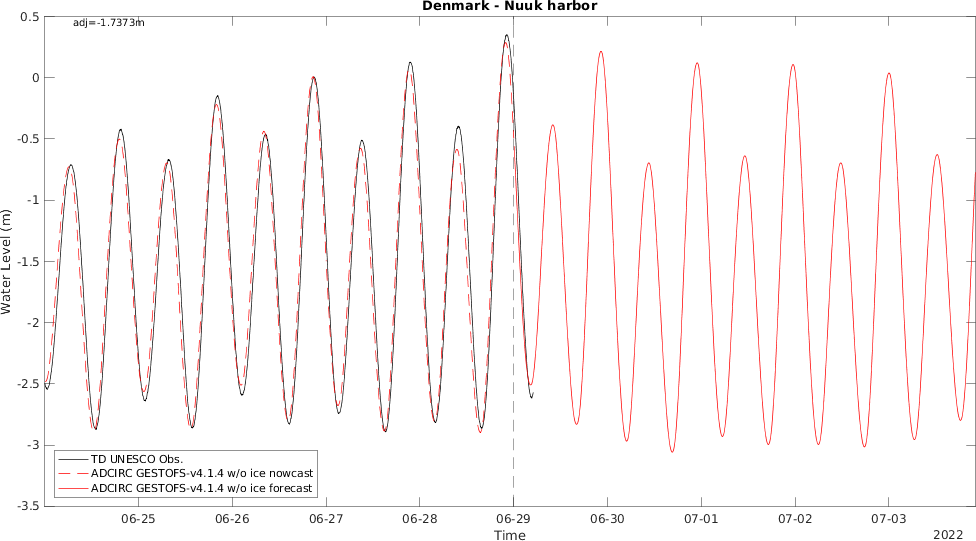 Denmark - Nuuk harbor
adj=-1.7373m
0.5
0
-0.5
-1
-1.5
-2
-2.5
-3
-3.5
Water Level (m)
TD UNESCO Obs.
ADCIRC GESTOFS-v4.1.4 w/o ice nowcast
ADCIRC GESTOFS-v4.1.4 w/o ice forecast
06-25 06-26 06-27 06-28 06-29 06-30 07-01 07-02 07-03
Time
2022